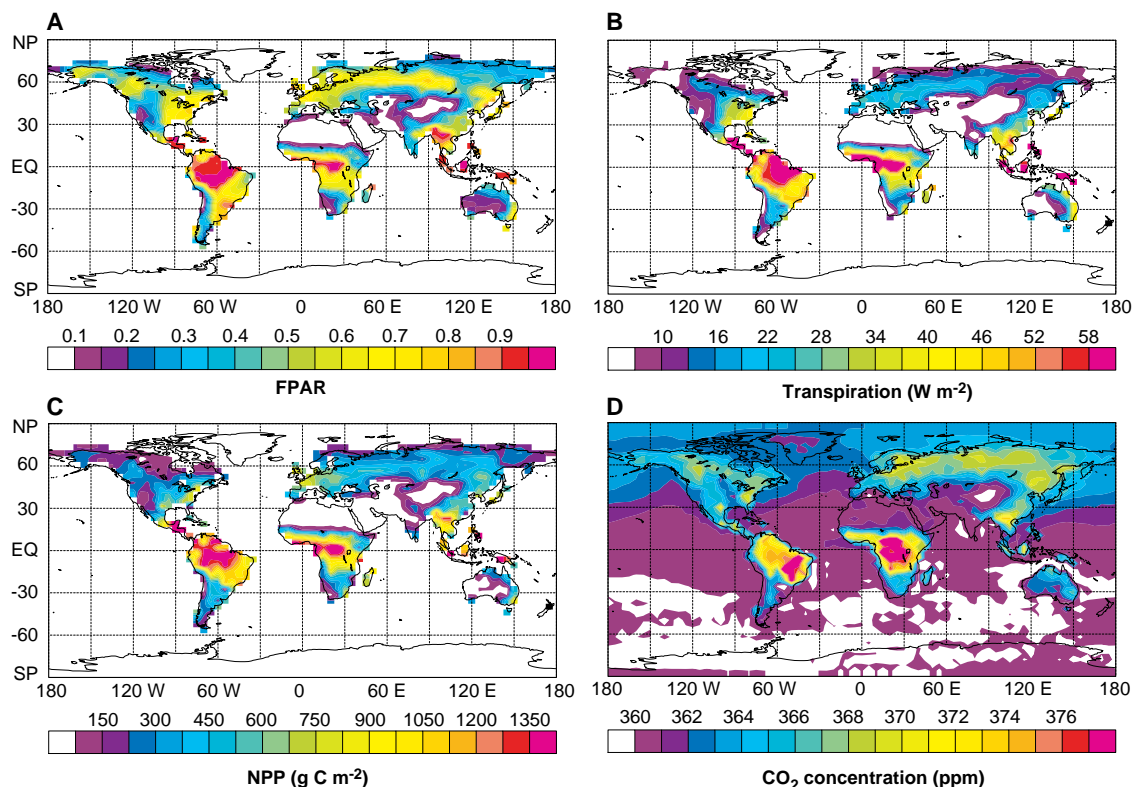 A
NP
60
30
EQ
-30
-60
SP
180 120 W 60 W 0 60 E 120 E 180
0.1 0.2 0.3 0.4 0.5 0.6 0.7 0.8 0.9
FPAR
B
180 120 W 60 W 0 60 E 120 E 180
10 16 22 28 34 40 46 52 58
Transpiration (W m⁻²)
C
NP
60
30
EQ
-30
-60
SP
180 120 W 60 W 0 60 E 120 E 180
150 300 450 600 750 900 1050 1200 1350
NPP (g C m⁻²)
D
180 120 W 60 W 0 60 E 120 E 180
360 362 364 366 368 370 372 374 376
CO₂ concentration (ppm)